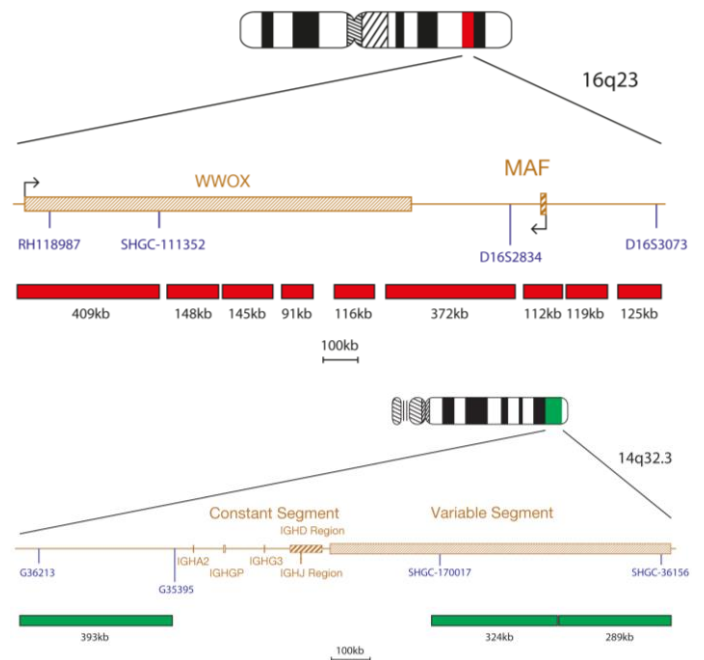 16q23
WWOX
MAF
RH118987
SHGC-111352
D16S2834
D16S3073
409kb
148kb
145kb
91kb
116kb
372kb
112kb
119kb
125kb
100kb
14q32.3
Constant Segment
Variable Segment
IGHD Region
IGHA2
IGHGP
IGHG3
IGHJ Region
G36213
G35395
SHGC-170017
SHGC-36156
393kb
324kb
289kb
100kb